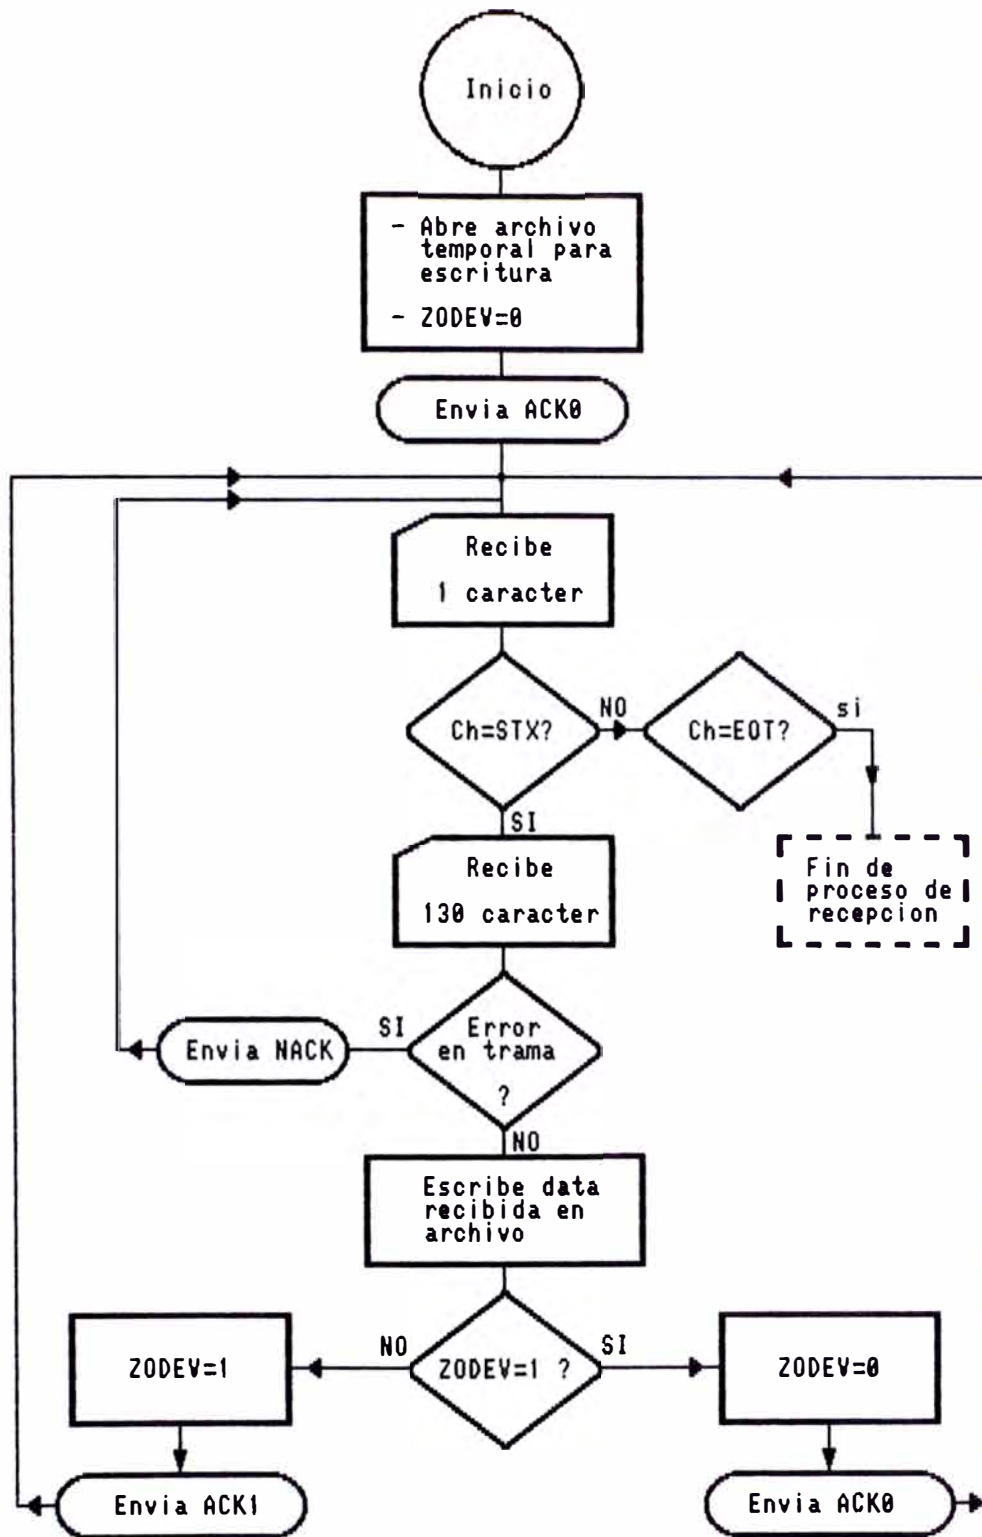 Inicio
- Abre archivo
temporal para
escritura
- ZODEV=0
Envia ACK0
Recibe
1 caracter
Ch=STX?
NO
Ch=EOT?
si
SI
Fin de
proceso de
recepcion
Recibe
130 caracter
Error
en trama
?
SI
Envia NACK
NO
Escribe data
recibida en
archivo
ZODEV=1 ?
NO
SI
ZODEV=1
ZODEV=0
Envia ACK1
Envia ACK0